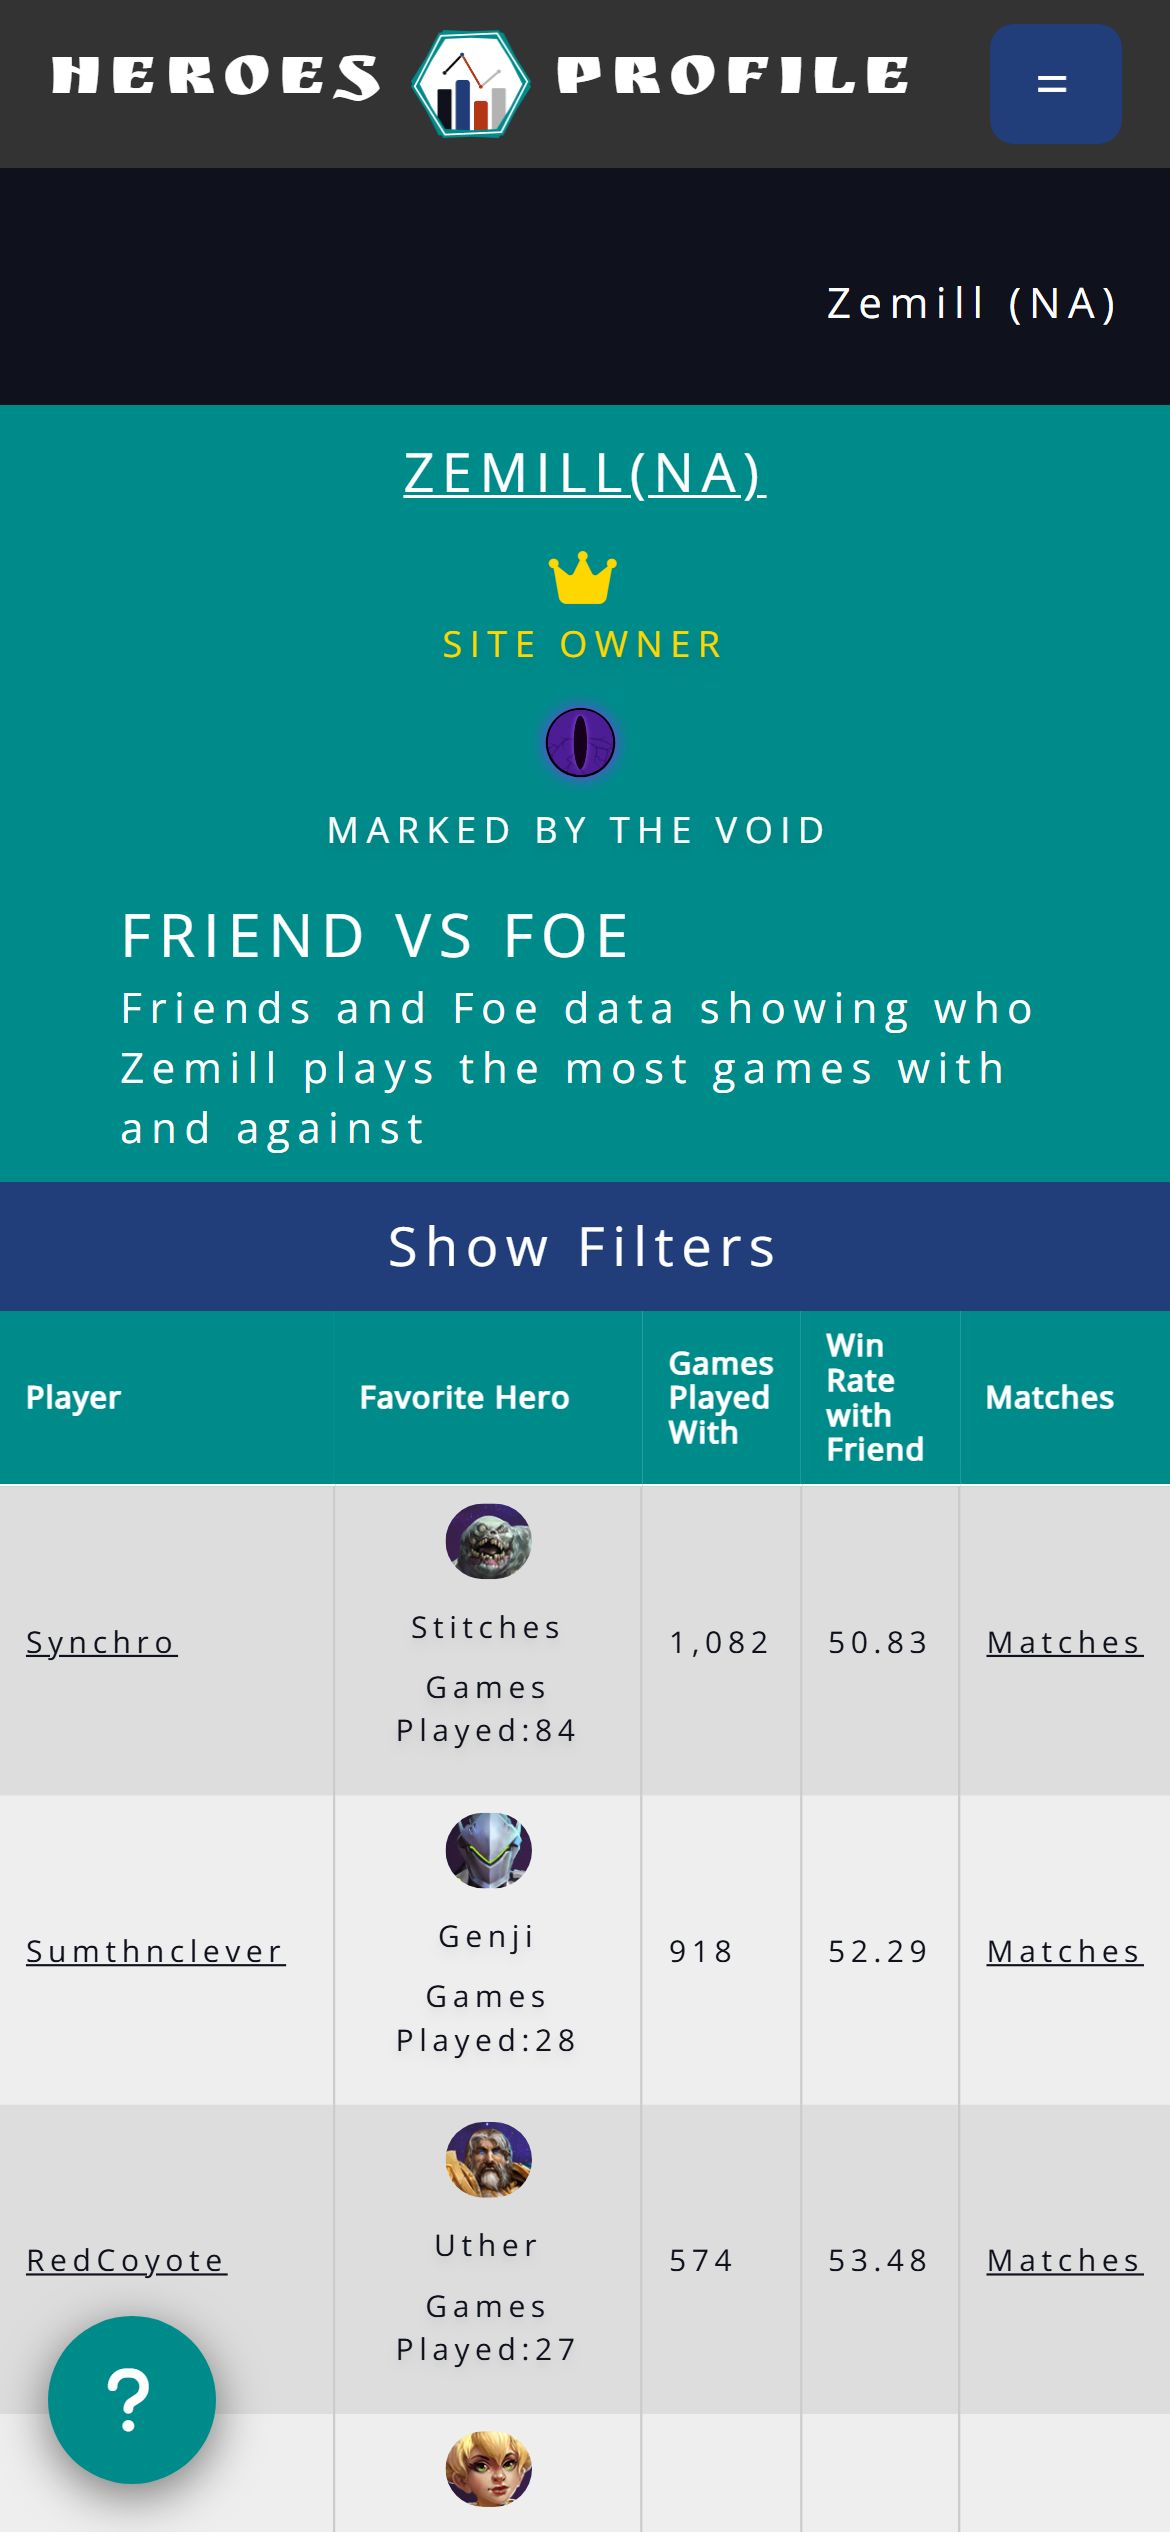 HEROES PROFILE
=
Zemill (NA)
ZEMILL(NA)
SITE OWNER
MARKED BY THE VOID
FRIEND VS FOE
Friends and Foe data showing who
Zemill plays the most games with
and against
Show Filters
Player
Favorite Hero
Games
Played
With
Win
Rate
with
Friend
Matches
Synchro
Stitches
Games
Played:84
1,082
50.83
Matches
Sumthnclever
Genji
Games
Played:28
918
52.29
Matches
RedCoyote
Uther
Games
Played:27
574
53.48
Matches
?